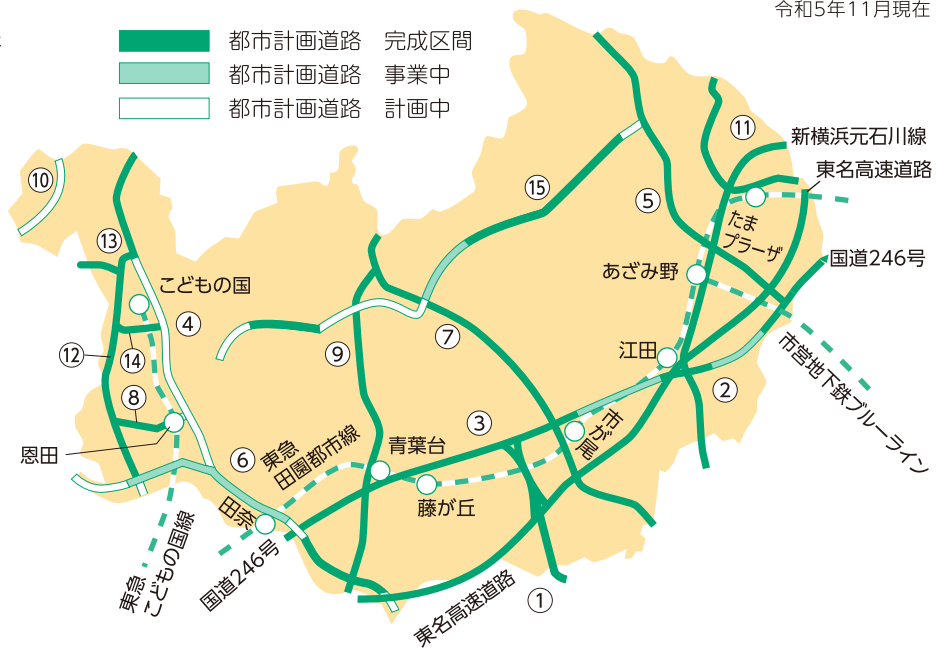 令和5年11月現在
都市計画道路 完成区間
都市計画道路 事業中
都市計画道路 計画中
⑪
新横浜元石川線
東名高速道路
⑩
⑮
⑤
たま
プラーザ
⑬
国道246号
あざみ野
こどもの国
④
⑦
⑨
江田
⑫
⑭
市営地下鉄ブルーライン
②
⑧
③
市が尾
恩田
⑥
東急
田園都市線
青葉台
藤が丘
田奈
国道246号
東急
こどもの国線
東名高速道路
①